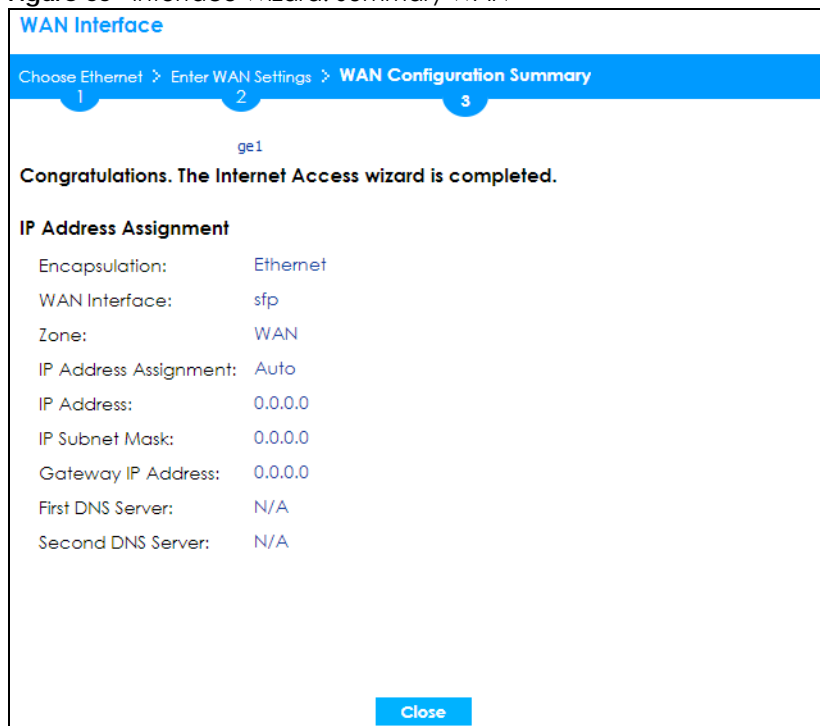 WAN Interface
Choose Ethernet > Enter WAN Settings > WAN Configuration Summary
1 2 3
ge1
Congratulations. The Internet Access wizard is completed.
IP Address Assignment
Encapsulation: Ethernet
WAN Interface: sfp
Zone: WAN
IP Address Assignment: Auto
IP Address: 0.0.0.0
IP Subnet Mask: 0.0.0.0
Gateway IP Address: 0.0.0.0
First DNS Server: N/A
Second DNS Server: N/A
Close